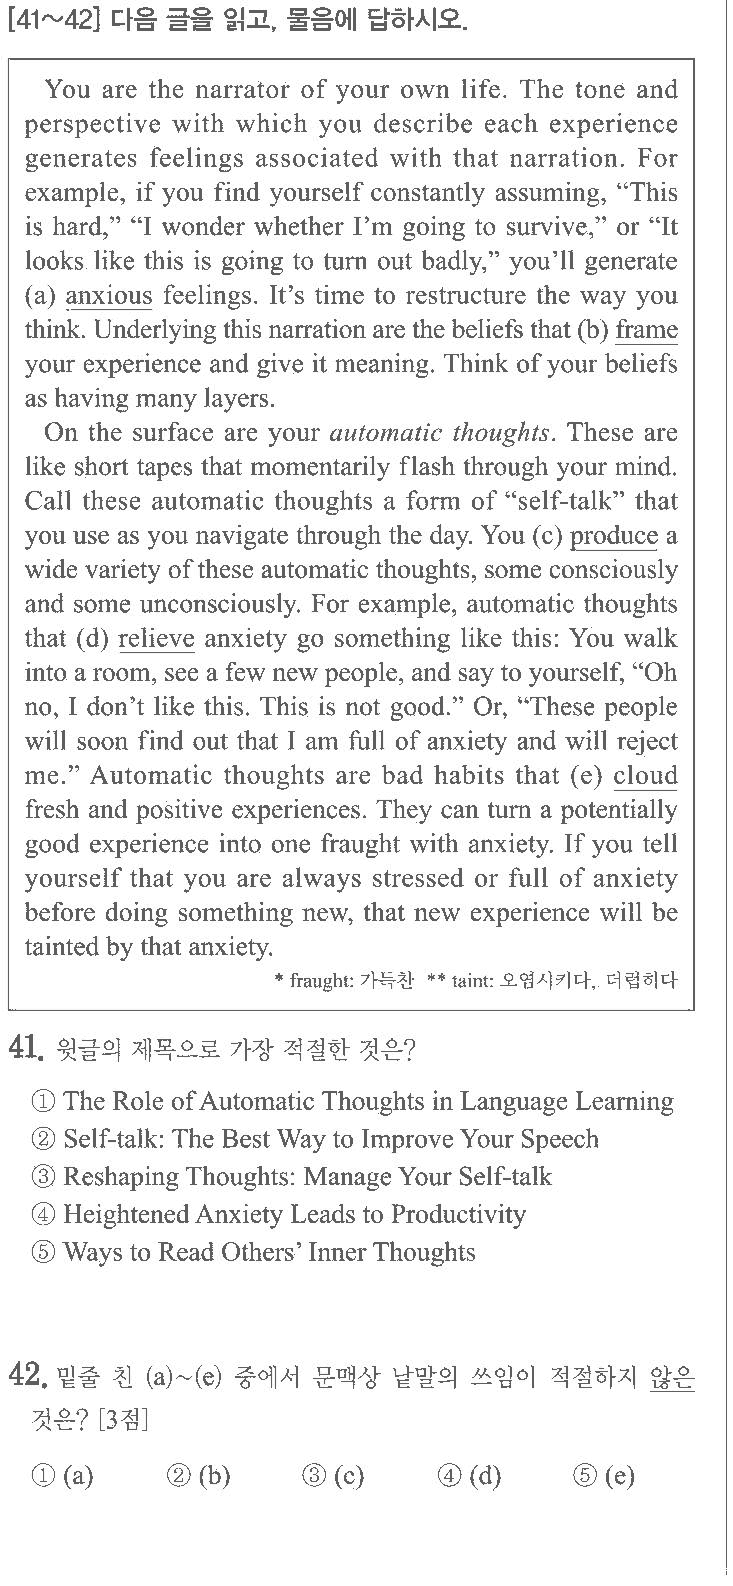 [41～42] 다음 글을 읽고, 물음에 답하시오.
You are the narrator of your own life. The tone and
perspective with which you describe each experience
generates feelings associated with that narration. For
example, if you find yourself constantly assuming, “This
is hard,” “I wonder whether I’m going to survive,” or “It
looks like this is going to turn out badly,” you’ll generate
(a) anxious feelings. It’s time to restructure the way you
think. Underlying this narration are the beliefs that (b) frame
your experience and give it meaning. Think of your beliefs
as having many layers.
On the surface are your automatic thoughts. These are
like short tapes that momentarily flash through your mind.
Call these automatic thoughts a form of “self-talk” that
you use as you navigate through the day. You (c) produce a
wide variety of these automatic thoughts, some consciously
and some unconsciously. For example, automatic thoughts
that (d) relieve anxiety go something like this: You walk
into a room, see a few new people, and say to yourself, “Oh
no, I don’t like this. This is not good.” Or, “These people
will soon find out that I am full of anxiety and will reject
me.” Automatic thoughts are bad habits that (e) cloud
fresh and positive experiences. They can turn a potentially
good experience into one fraught with anxiety. If you tell
yourself that you are always stressed or full of anxiety
before doing something new, that new experience will be
tainted by that anxiety.
* fraught: 가득찬 ** taint: 오염시키다, 더럽히다
41. 윗글의 제목으로 가장 적절한 것은?
① The Role of Automatic Thoughts in Language Learning
② Self-talk: The Best Way to Improve Your Speech
③ Reshaping Thoughts: Manage Your Self-talk
④ Heightened Anxiety Leads to Productivity
⑤ Ways to Read Others’ Inner Thoughts
42. 밑줄 친 (a)~(e) 중에서 문맥상 낱말의 쓰임이 적절하지 않은
것은? [3점]
① (a) ② (b) ③ (c) ④ (d) ⑤ (e)